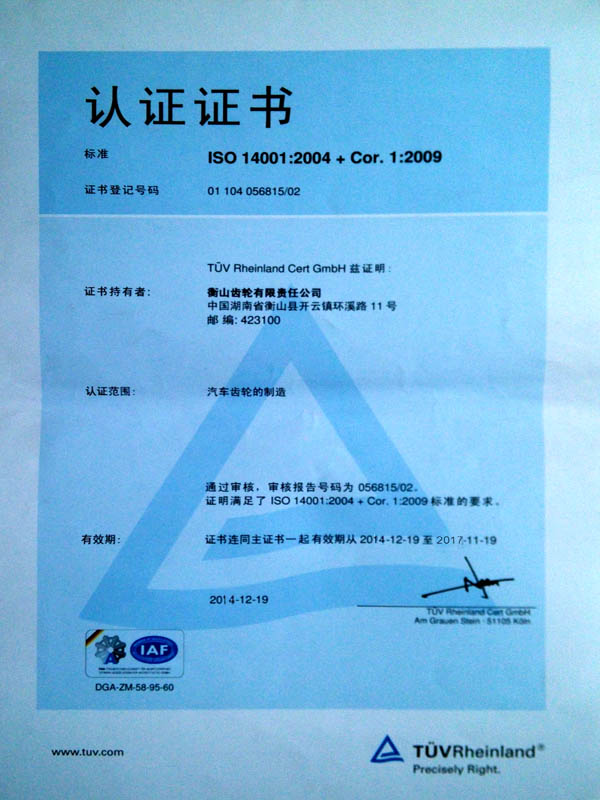 认证证书
标准 ISO 14001:2004 + Cor. 1:2009
证书登记号码 01 104 056815/02
TÜV Rheinland Cert GmbH 兹证明:
证书持有者: 衡山齿轮有限责任公司
中国湖南省衡山县开云镇环溪路 11 号
邮 编: 423100
认证范围: 汽车齿轮的制造
通过审核，审核报告号码为 056815/02。
证明满足了 ISO 14001:2004 + Cor. 1:2009 标准的要求。
有效期: 证书连同主证书一起有效期从 2014-12-19 至 2017-11-19
2014-12-19
TÜV Rheinland Cert GmbH
Am Grauen Stein · 51105 Köln
IAF
DGA-ZM-58-95-60
www.tuv.com
TÜVRheinland®
Precisely Right.